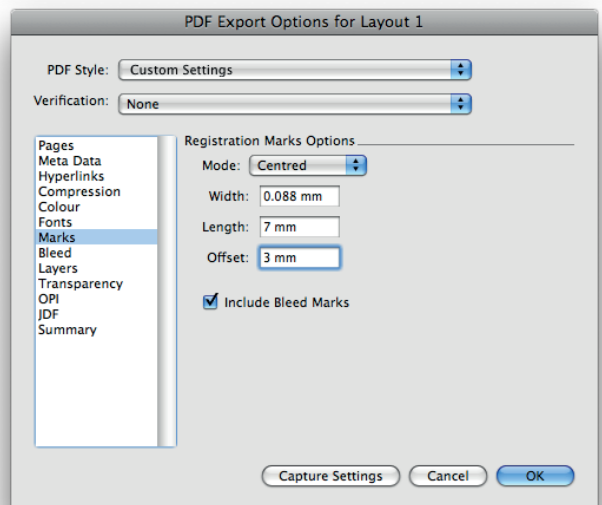 PDF Export Options for Layout 1
PDF Style: Custom Settings
Verification: None
Pages
Meta Data
Hyperlinks
Compression
Colour
Fonts
Marks
Bleed
Layers
Transparency
OPI
JDF
Summary
Registration Marks Options
Mode: Centred
Width: 0.088 mm
Length: 7 mm
Offset: 3 mm
Include Bleed Marks
Capture Settings Cancel OK